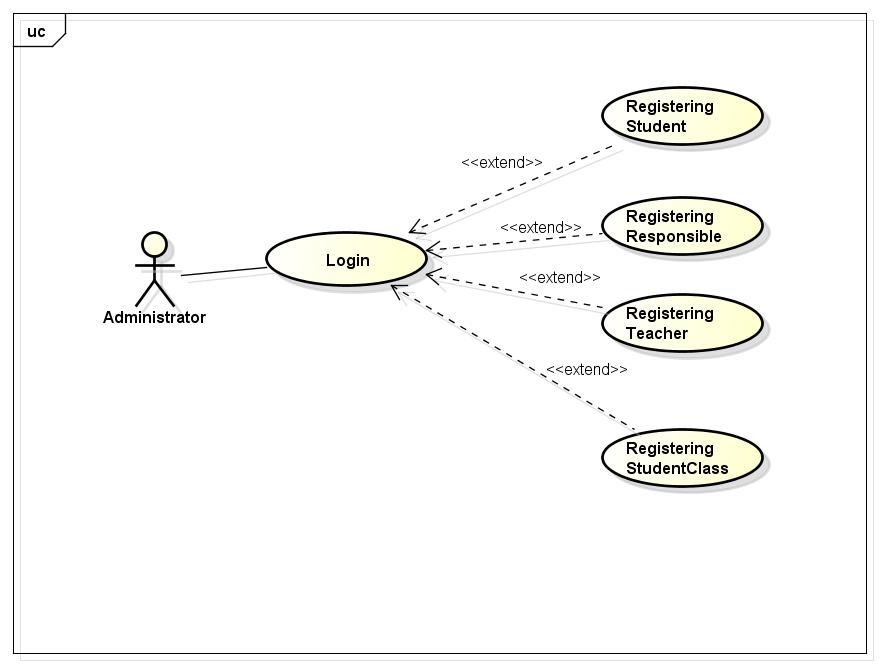 uc
Registering
Student
<<extend>>
Registering
Responsible
<<extend>>
Login
<<extend>>
Registering
Teacher
Administrator
<<extend>>
Registering
StudentClass